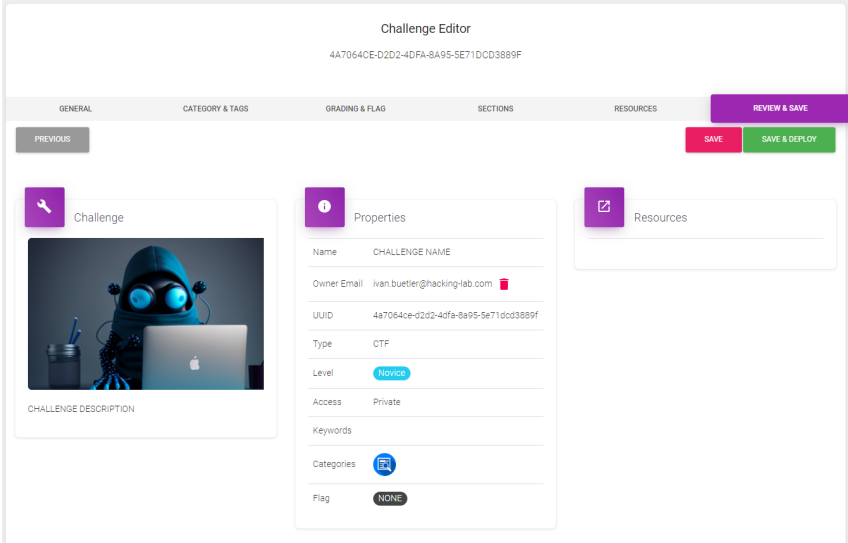 Challenge Editor
4A7064CE-D2D2-4DFA-8A95-5E71DCD3889F
GENERAL CATEGORY & TAGS GRADING & FLAG SECTIONS RESOURCES REVIEW & SAVE
PREVIOUS SAVE SAVE & DEPLOY
Challenge
CHALLENGE DESCRIPTION
Properties
Name CHALLENGE NAME
Owner Email ivan.buetler@hacking-lab.com
UUID 4a7064ce-d2d2-4dfa-8a95-5e71dcd3889f
Type CTF
Level Novice
Access Private
Keywords
Categories
Flag NONE
Resources